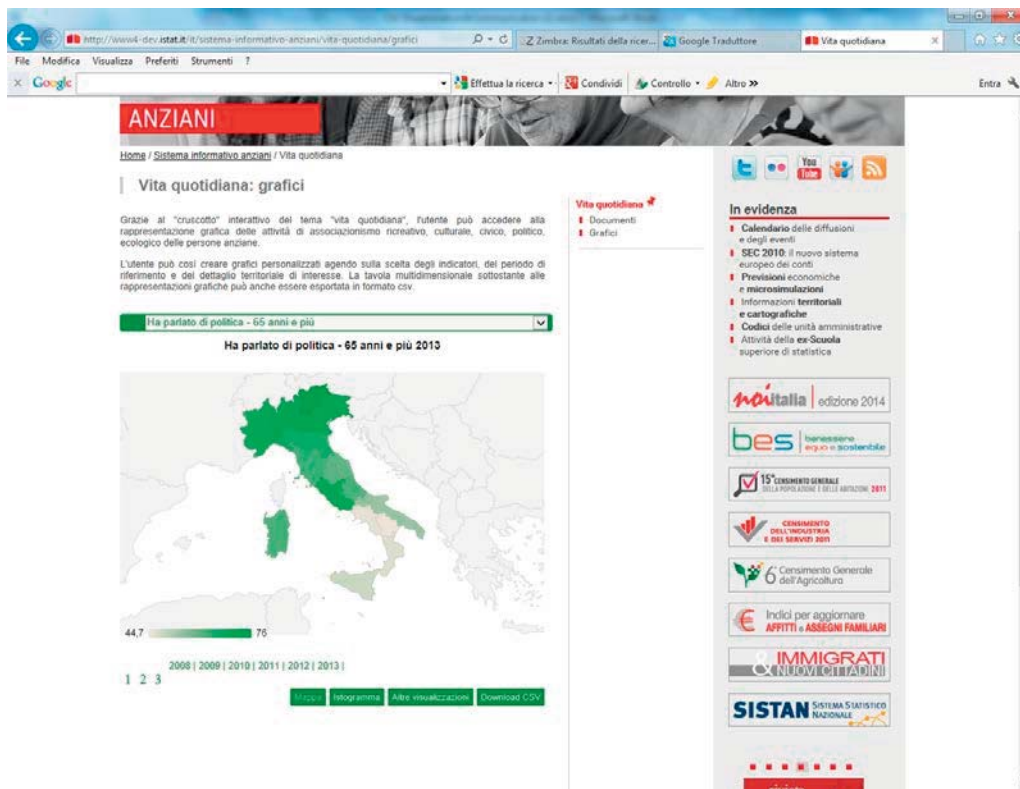 http://www4-dev.istat.it/it/sistema-informativo-anziani/vita-quotidiana/grafici
Zimbra: Risultati della ricer...
Google Traduttore
Vita quotidiana
File Modifica Visualizza Preferiti Strumenti ?
Google
Effettua la ricerca
Condividi
Controllo
Altro »
Entra
ANZIANI
Home / Sistema informativo anziani / Vita quotidiana
Vita quotidiana: grafici
Grazie al "cruscotto" interattivo del tema "vita quotidiana", l'utente può accedere alla
rappresentazione grafica delle attività di associazionismo ricreativo, culturale, civico, politico,
ecologico delle persone anziane.
L'utente può così creare grafici personalizzati agendo sulla scelta degli indicatori, del periodo di
riferimento e del dettaglio territoriale di interesse. La tavola multidimensionale sottostante alle
rappresentazioni grafiche può anche essere esportata in formato csv.
Ha parlato di politica - 65 anni e più
Ha parlato di politica - 65 anni e più 2013
44,7
76
2008 | 2009 | 2010 | 2011 | 2012 | 2013 |
1 2 3
Mappa
Istogramma
Altre visualizzazioni
Download CSV
Vita quotidiana
Documenti
Grafici
You
Tube
In evidenza
Calendario delle diffusioni
e degli eventi
SEC 2010: il nuovo sistema
europeo dei conti
Previsioni economiche
e microsimulazioni
Informazioni territoriali
e cartografiche
Codici delle unità amministrative
Attività della ex-Scuola
superiore di statistica
noiitalia edizione 2014
bes benessere
equo e sostenibile
15° CENSIMENTO GENERALE
DELLA POPOLAZIONE E DELLE ABITAZIONI 2011
CENSIMENTO
DELL'INDUSTRIA
E DEI SERVIZI 2011
6° Censimento Generale
dell'Agricoltura
Indici per aggiornare
AFFITTI e ASSEGNI FAMILIARI
IMMIGRATI
& NUOVI CITTADINI
SISTAN SISTEMA STATISTICO
NAZIONALE